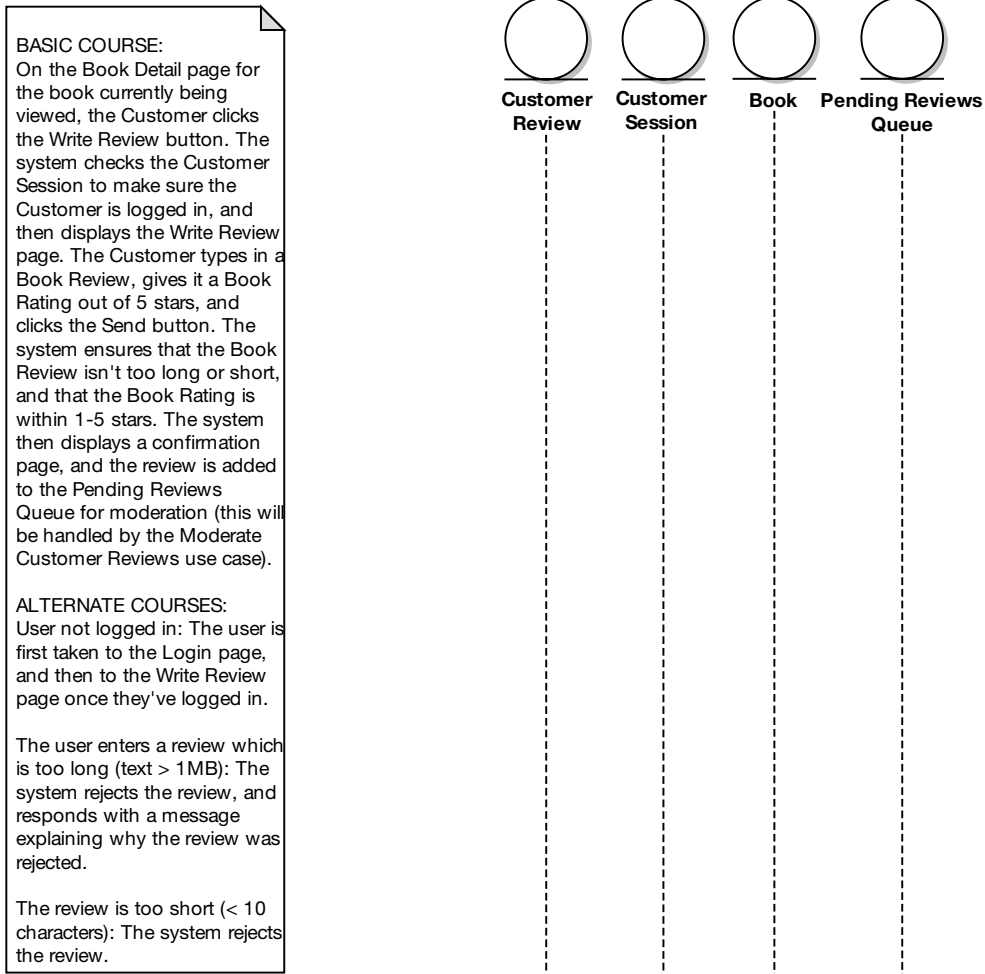 BASIC COURSE:
On the Book Detail page for
the book currently being
viewed, the Customer clicks
the Write Review button. The
system checks the Customer
Session to make sure the
Customer is logged in, and
then displays the Write Review
page. The Customer types in a
Book Review, gives it a Book
Rating out of 5 stars, and
clicks the Send button. The
system ensures that the Book
Review isn't too long or short,
and that the Book Rating is
within 1-5 stars. The system
then displays a confirmation
page, and the review is added
to the Pending Reviews
Queue for moderation (this will
be handled by the Moderate
Customer Reviews use case).
ALTERNATE COURSES:
User not logged in: The user is
first taken to the Login page,
and then to the Write Review
page once they've logged in.
The user enters a review which
is too long (text > 1MB): The
system rejects the review, and
responds with a message
explaining why the review was
rejected.
The review is too short (< 10
characters): The system rejects
the review.
Customer
Review
Customer
Session
Book
Pending Reviews
Queue